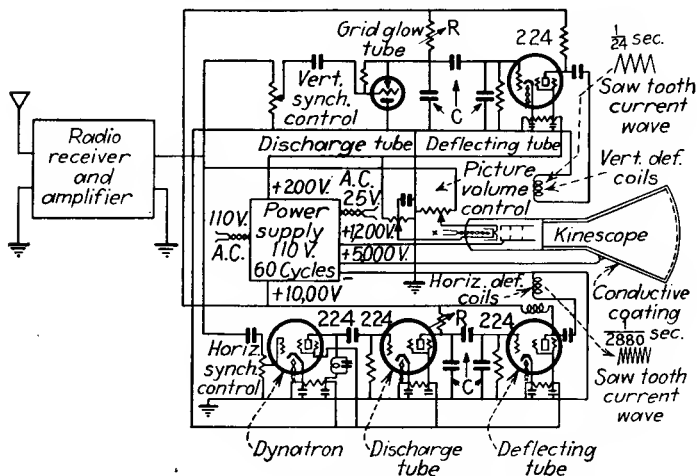 Grid glow
tube
R
224
1/24 sec.
Saw tooth
current
wave
Vert.
synch.
control
C
Radio
receiver
and
amplifier
Discharge tube
Deflecting tube
Vert. def.
coils
+200V.
A.C.
25V.
Picture
volume
control
110V.
A.C.
Power
supply
110 V.
60 Cycles
+1200V.
+5,000V.
+10,00V.
Kinescope
Horiz. def.
coils
Conductive
coating
1/2880 sec.
Saw tooth
current
wave
Horiz.
synch.
control
224
224
R
224
C
Dynatron
Discharge
tube
Deflecting
tube